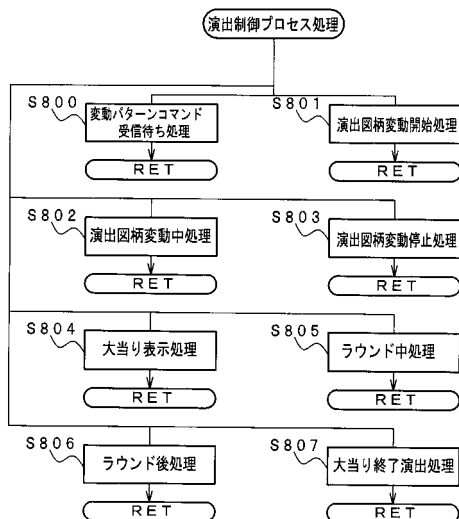 演出制御プロセス処理
S800
変動パターンコマンド
受信待ち処理
RET
S801
演出図柄変動開始処理
RET
S802
演出図柄変動中処理
RET
S803
演出図柄変動停止処理
RET
S804
大当り表示処理
RET
S805
ラウンド中処理
RET
S806
ラウンド後処理
RET
S807
大当り終了演出処理
RET